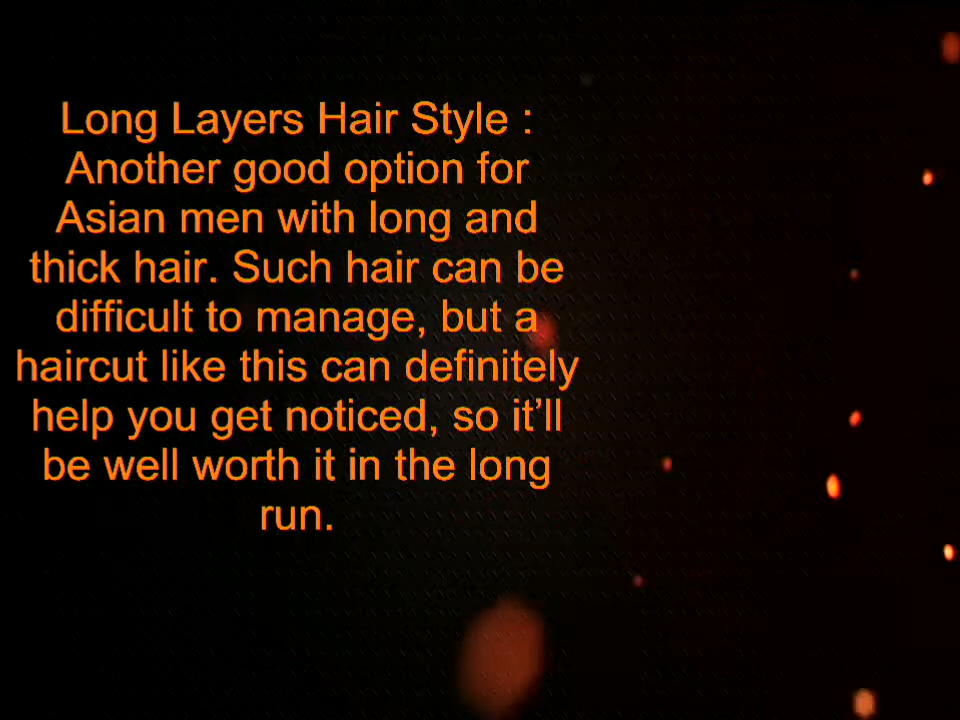 Long Layers Hair Style :
Another good option for
Asian men with long and
thick hair. Such hair can be
difficult to manage, but a
haircut like this can definitely
help you get noticed, so it’ll
be well worth it in the long
run.